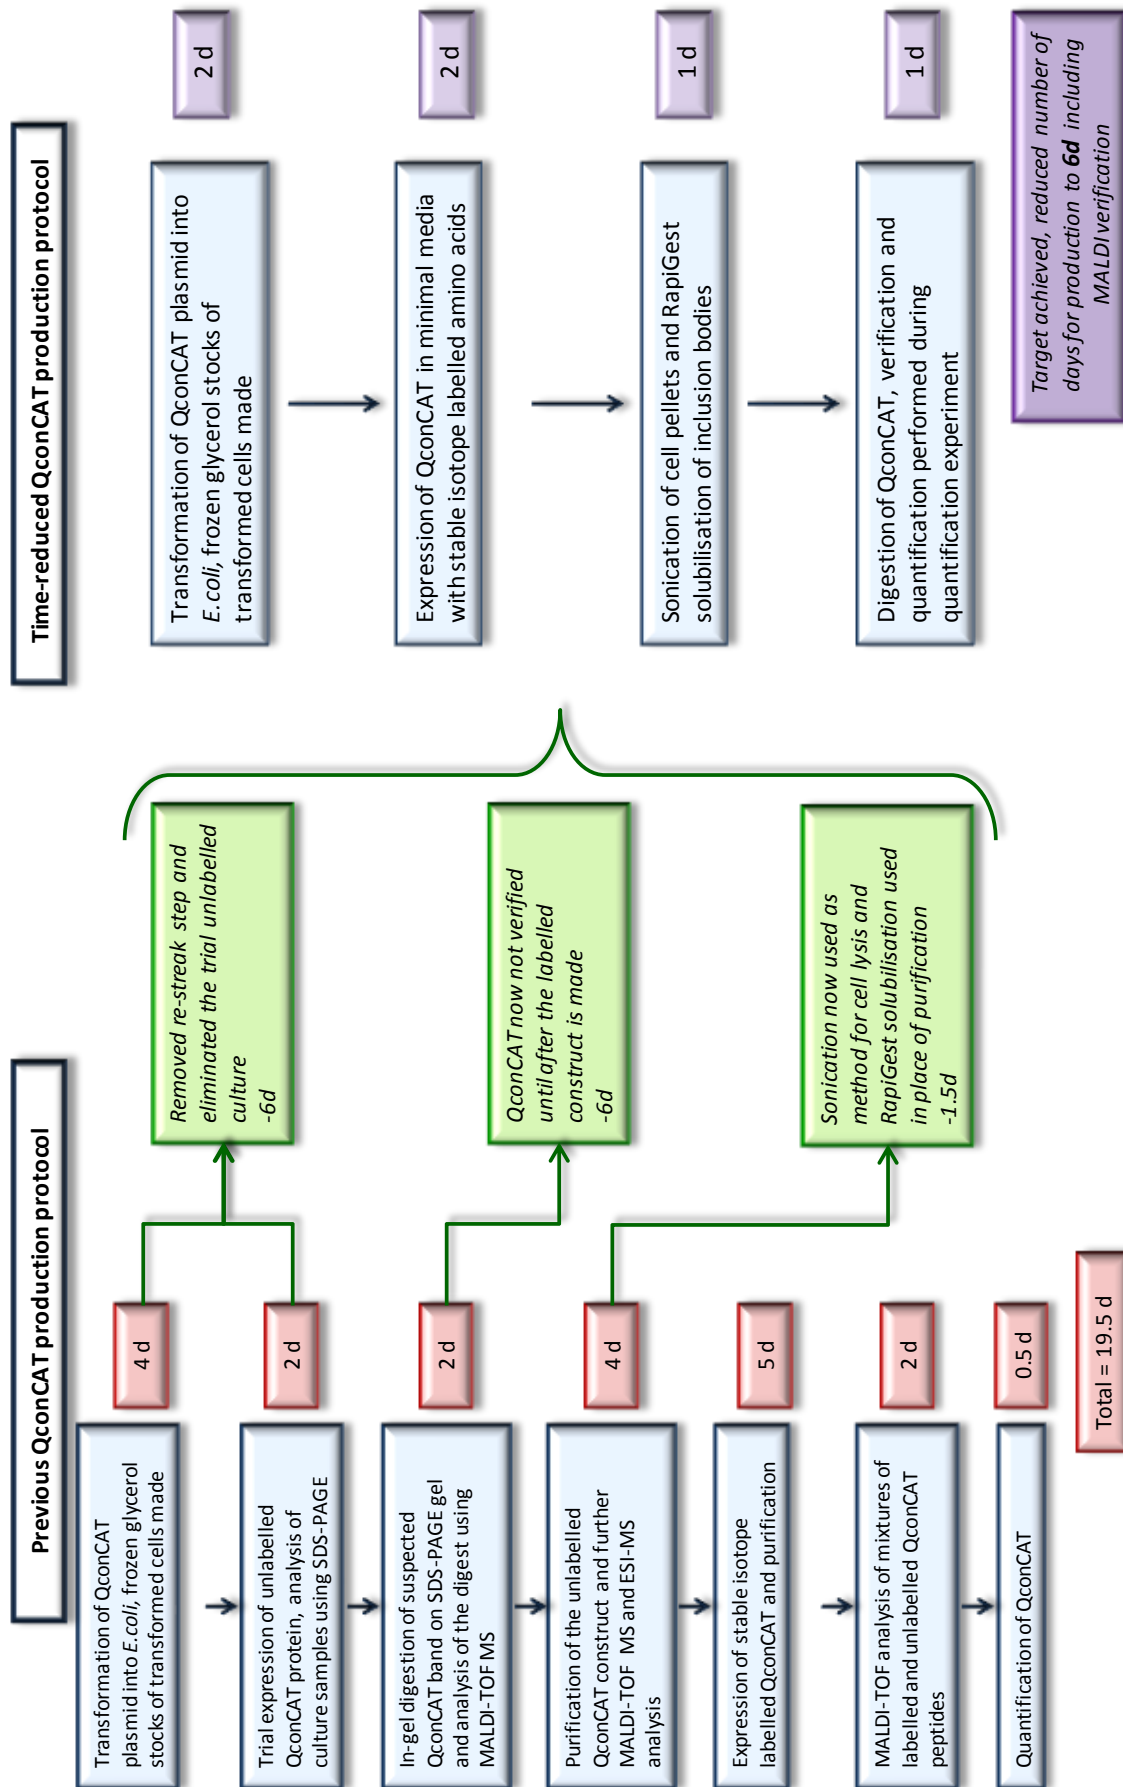 Previous QconCAT production protocol
Transformation of QconCAT
plasmid into E.coli, frozen glycerol
stocks of transformed cells made
4 d
Trial expression of unlabelled
QconCAT protein, analysis of
culture samples using SDS-PAGE
2 d
In-gel digestion of suspected
QconCAT band on SDS-PAGE gel
and analysis of the digest using
MALDI-TOF MS
2 d
Purification of the unlabelled
QconCAT construct and further
MALDI-TOF MS and ESI-MS
analysis
4 d
Expression of stable isotope
labelled QconCAT and purification
5 d
MALDI-TOF analysis of mixtures of
labelled and unlabelled QconCAT
peptides
2 d
Quantification of QconCAT
0.5 d
Total = 19.5 d
Removed re-streak step and
eliminated the trial unlabelled
culture
-6d
QconCAT now not verified
until after the labelled
construct is made
-6d
Sonication now used as
method for cell lysis and
RapiGest solubilisation used
in place of purification
-1.5d
Time-reduced QconCAT production protocol
Transformation of QconCAT plasmid into
E.coli, frozen glycerol stocks of
transformed cells made
2 d
Expression of QconCAT in minimal media
with stable isotope labelled amino acids
2 d
Sonication of cell pellets and RapiGest
solubilisation of inclusion bodies
1 d
Digestion of QconCAT, verification and
quantification performed during
quantification experiment
1 d
Target achieved, reduced number of
days for production to 6d including
MALDI verification